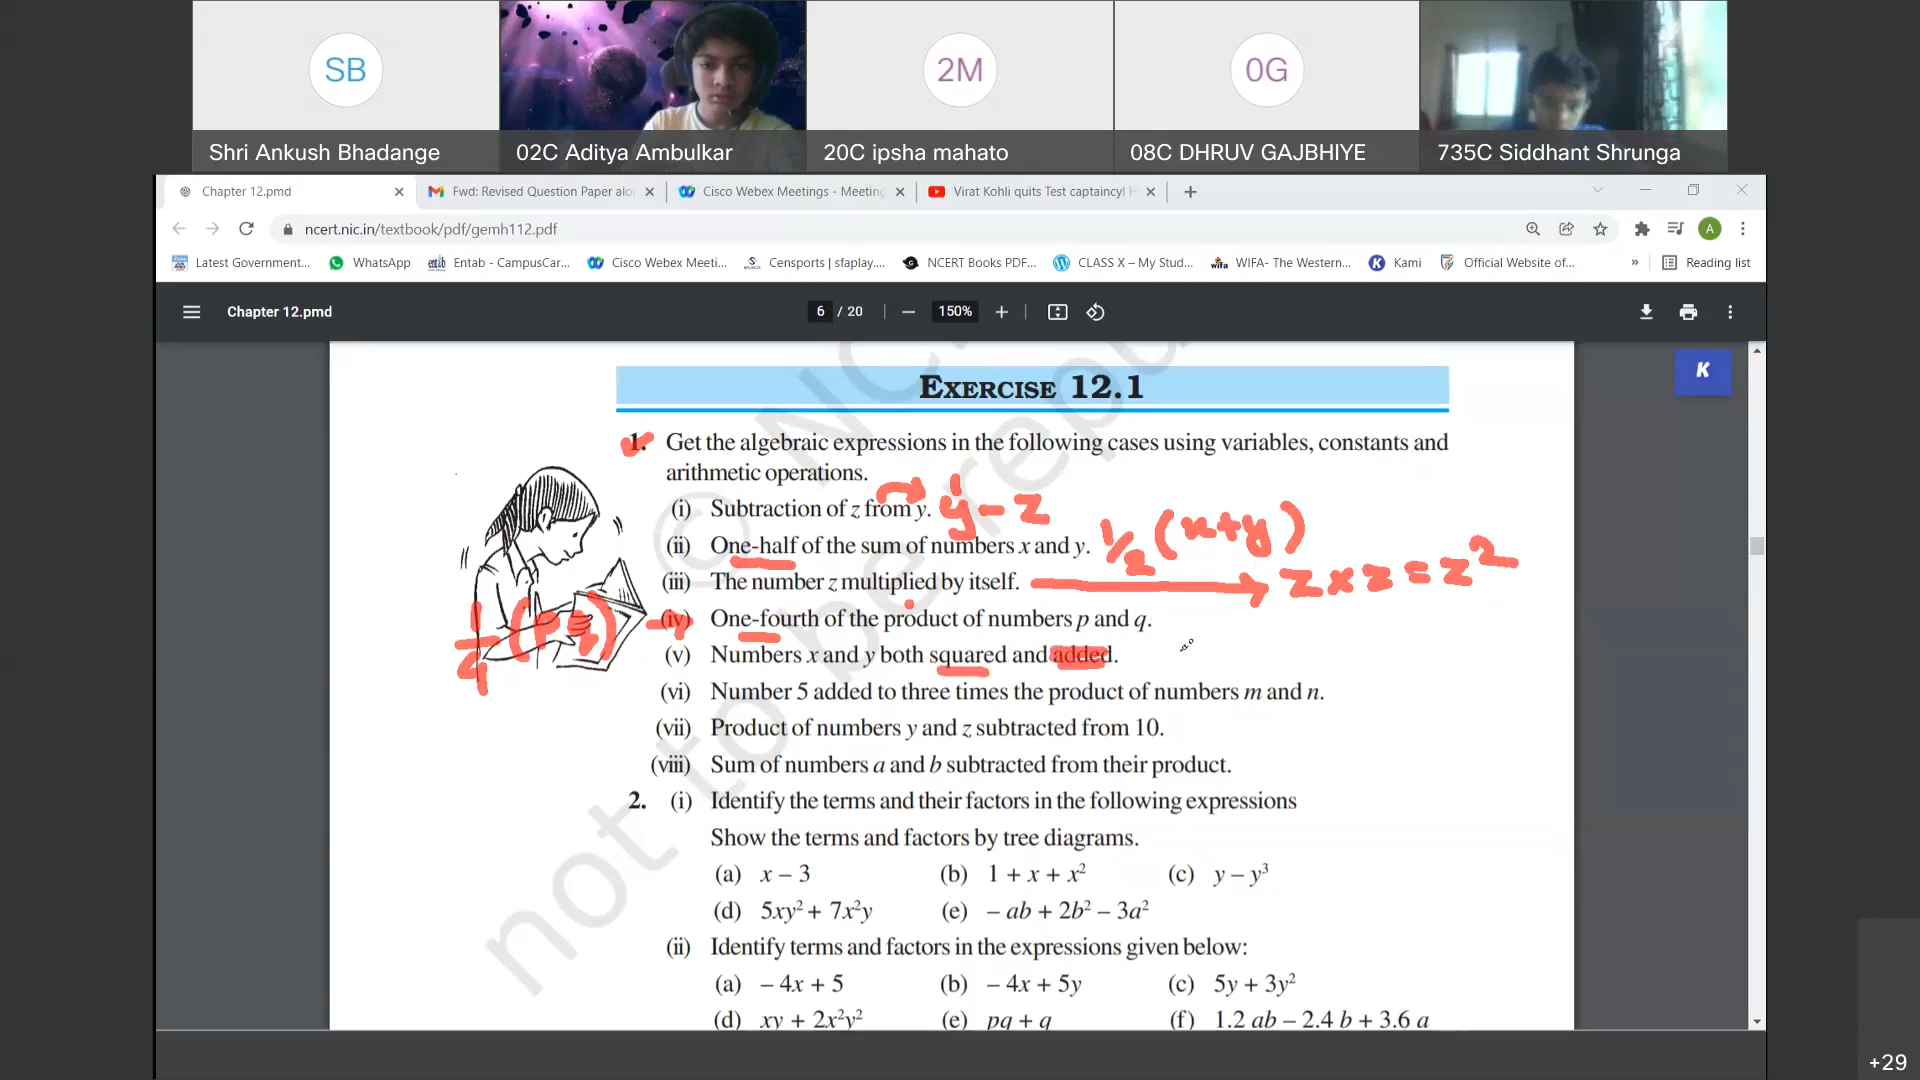 SB
2M
0G
Shri Ankush Bhadange
02C Aditya Ambulkar
20C ipsha mahato
08C DHRUV GAJBHIYE
735C Siddhant Shrunga
Chapter 12.pmd
Fwd: Revised Question Paper alo
Cisco Webex Meetings - Meeting
Virat Kohli quits Test captaincy!
ncert.nic.in/textbook/pdf/gemh112.pdf
A
Latest Government...
WhatsApp
Entab - CampusCar...
Cisco Webex Meeti...
Censports | sfaplay....
NCERT Books PDF...
CLASS X – My Stud...
WIFA- The Western...
Kami
Official Website of...
»
Reading list
Chapter 12.pmd
6 / 20
150%
K
EXERCISE 12.1
1. Get the algebraic expressions in the following cases using variables, constants and
arithmetic operations.
(i) Subtraction of z from y. y - z
(ii) One-half of the sum of numbers x and y. 1/2 (x+y)
(iii) The number z multiplied by itself. z x z = z²
(iv) One-fourth of the product of numbers p and q.
1/4 (p q)
(v) Numbers x and y both squared and added.
(vi) Number 5 added to three times the product of numbers m and n.
(vii) Product of numbers y and z subtracted from 10.
(viii) Sum of numbers a and b subtracted from their product.
2. (i) Identify the terms and their factors in the following expressions
Show the terms and factors by tree diagrams.
(a) x – 3 (b) 1 + x + x² (c) y – y³
(d) 5xy² + 7x²y (e) – ab + 2b² – 3a²
(ii) Identify terms and factors in the expressions given below:
(a) – 4x + 5 (b) – 4x + 5y (c) 5y + 3y²
(d) xy + 2x²y² (e) pq + q (f) 1.2 ab – 2.4 b + 3.6 a
© NC
not to be repu
+29